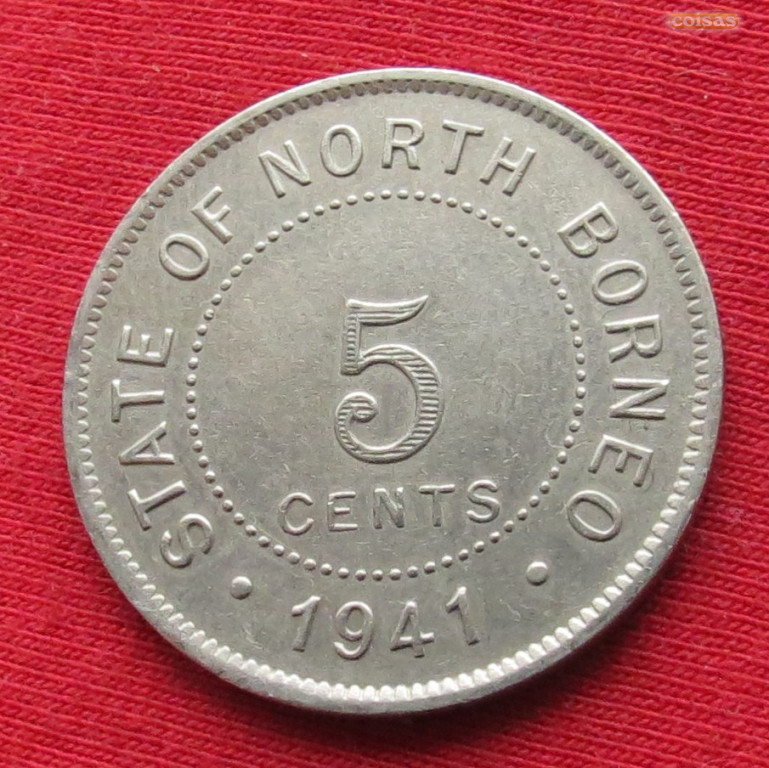 coisas
STATE OF NORTH BORNEO
5
CENTS
• 1941 •